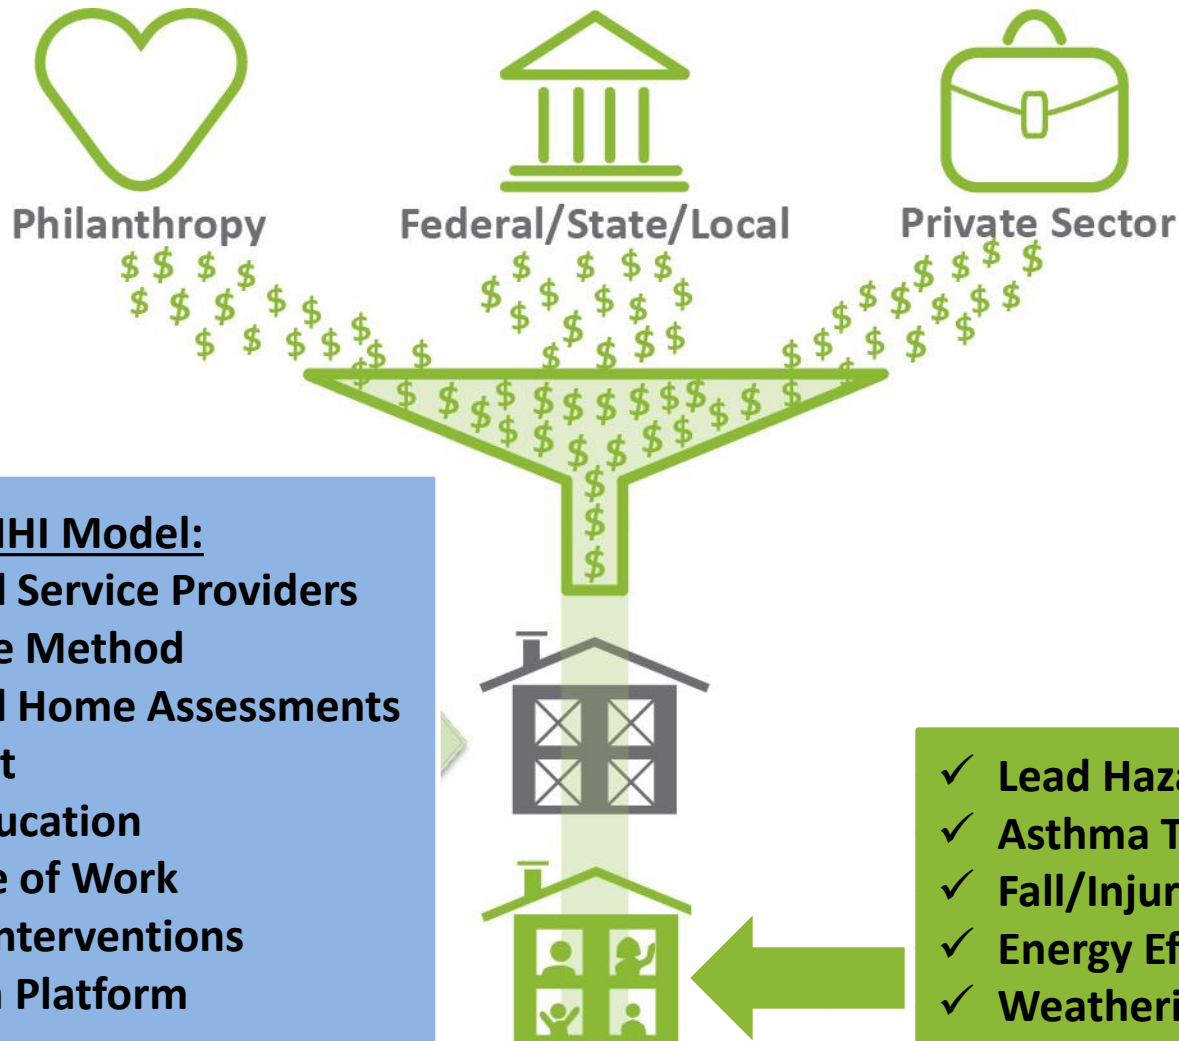 Philanthropy
Federal/State/Local
Private Sector
HI Model:
Service Providers
Method
Home Assessments
ucation
of Work
nterventions
Platform
✓ Lead Haza
✓ Asthma T
✓ Fall/Injur
✓ Energy Ef
✓ Weatheri